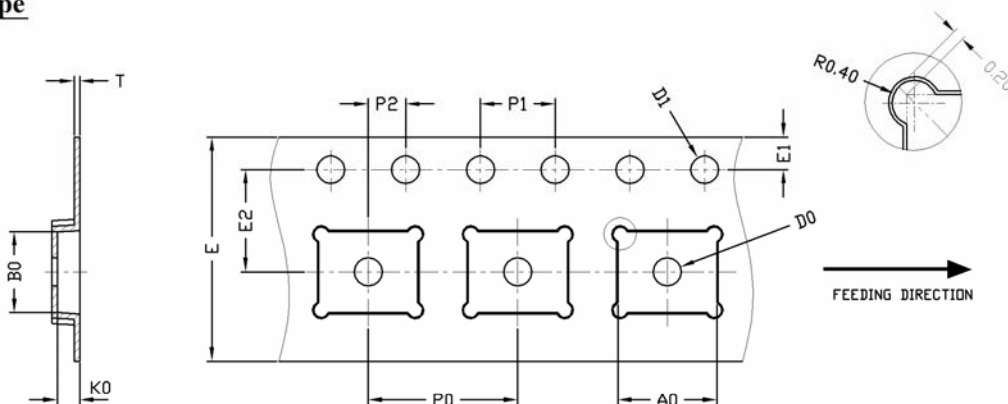 pe
T
P2
P1
D1
E1
R0.40
0.20
E2
E
B0
D0
FEEDING DIRECTION
K0
P0
A0